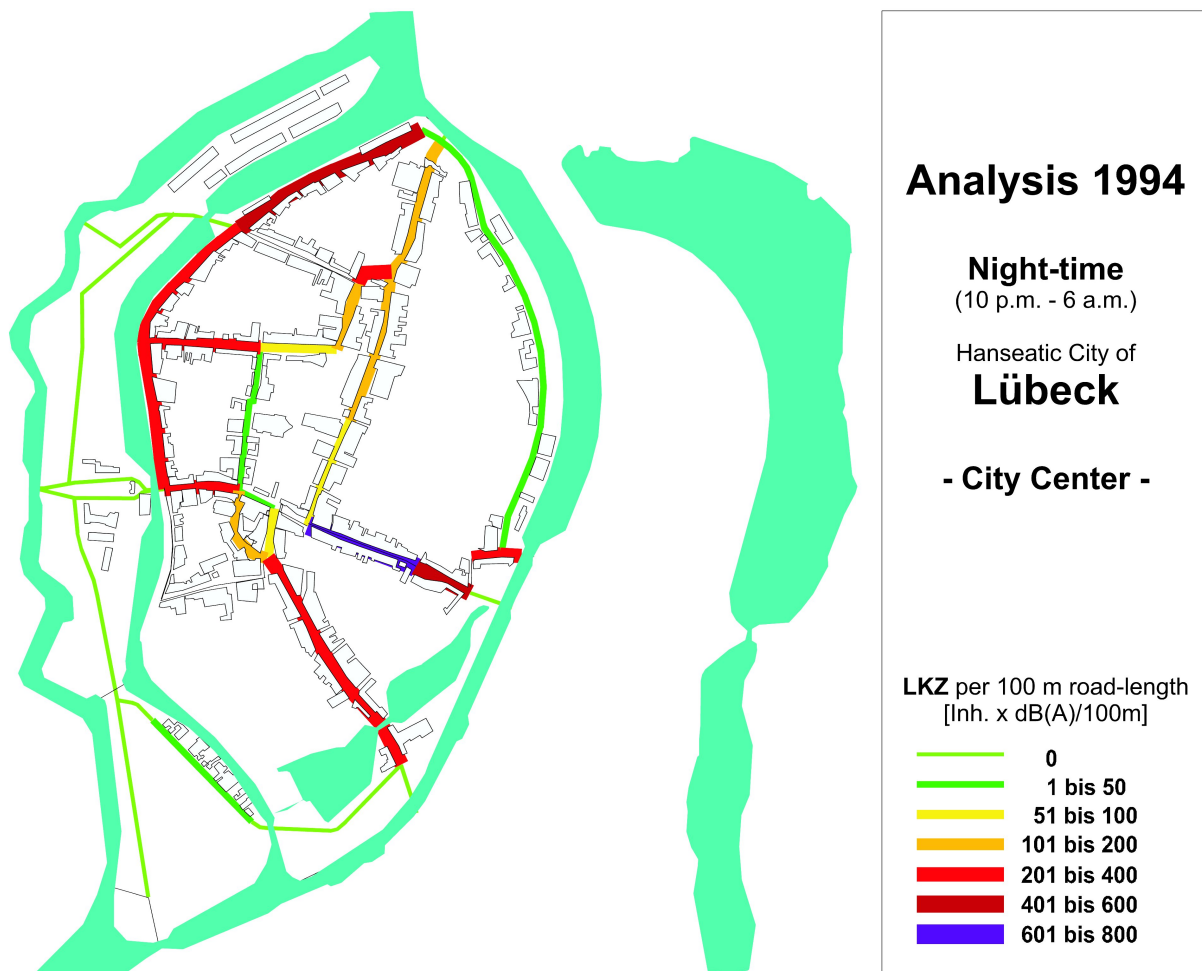 Analysis 1994
Night-time
(10 p.m. - 6 a.m.)
Hanseatic City of
Lübeck
- City Center -
LKZ per 100 m road-length
[Inh. x dB(A)/100m]
0
1 bis 50
51 bis 100
101 bis 200
201 bis 400
401 bis 600
601 bis 800